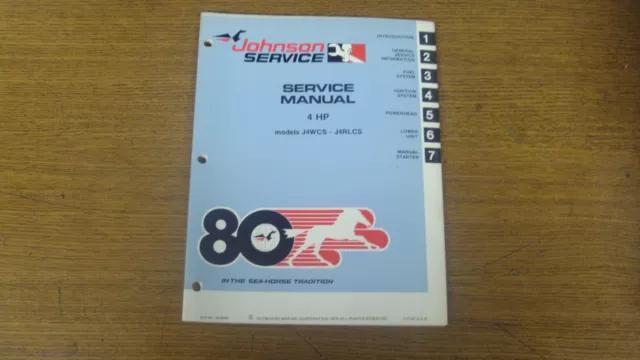 Johnson
SERVICE
SERVICE
MANUAL
4 HP
models J4WCS - J4RLCS
80
IN THE SEA-HORSE TRADITION
INTRODUCTION
1
GENERAL
SERVICE
INFORMATION
2
FUEL
SYSTEM
3
IGNITION
SYSTEM
4
POWERHEAD
5
LOWER
UNIT
6
MANUAL
STARTER
7